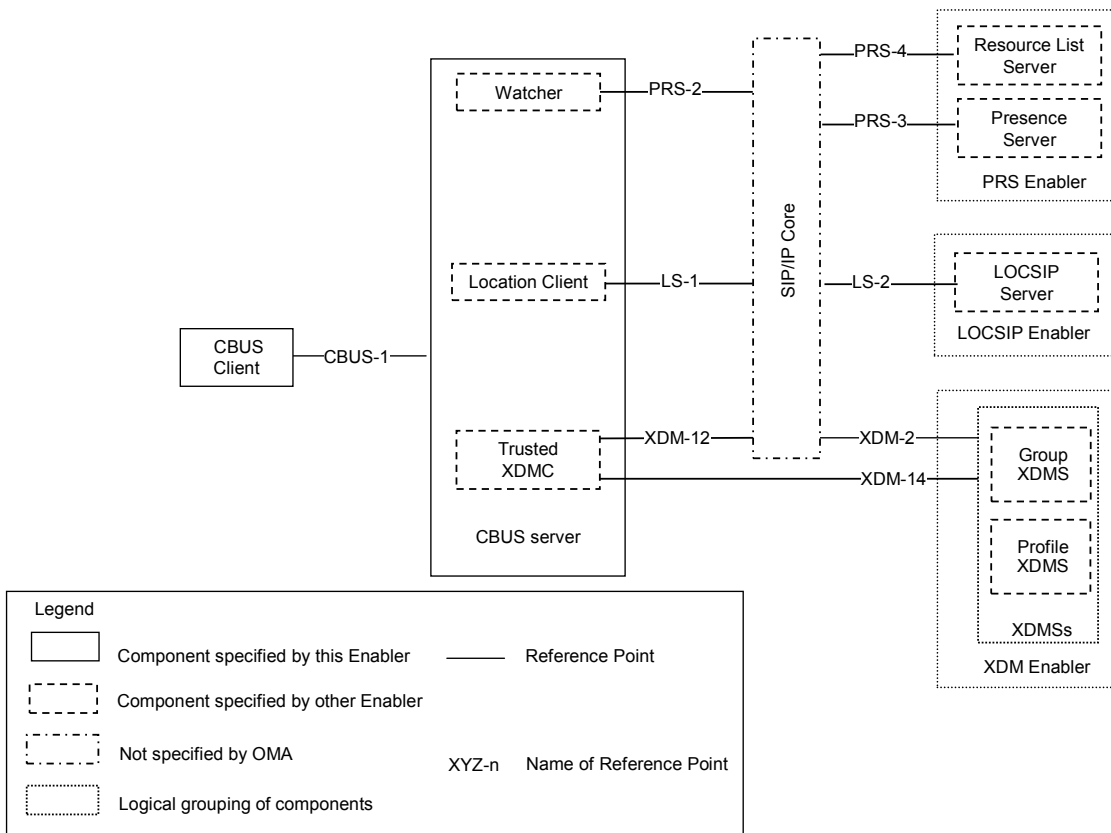 PRS-4
Resource List
Server
Watcher
PRS-2
PRS-3
Presence
Server
PRS Enabler
SIP/IP Core
Location Client
LS-1
LS-2
LOCSIP
Server
LOCSIP Enabler
CBUS
Client
CBUS-1
Trusted
XDMC
XDM-12
XDM-2
XDM-14
Group
XDMS
CBUS server
Profile
XDMS
XDMSs
XDM Enabler
Legend
Component specified by this Enabler
Reference Point
Component specified by other Enabler
Not specified by OMA
XYZ-n
Name of Reference Point
Logical grouping of components